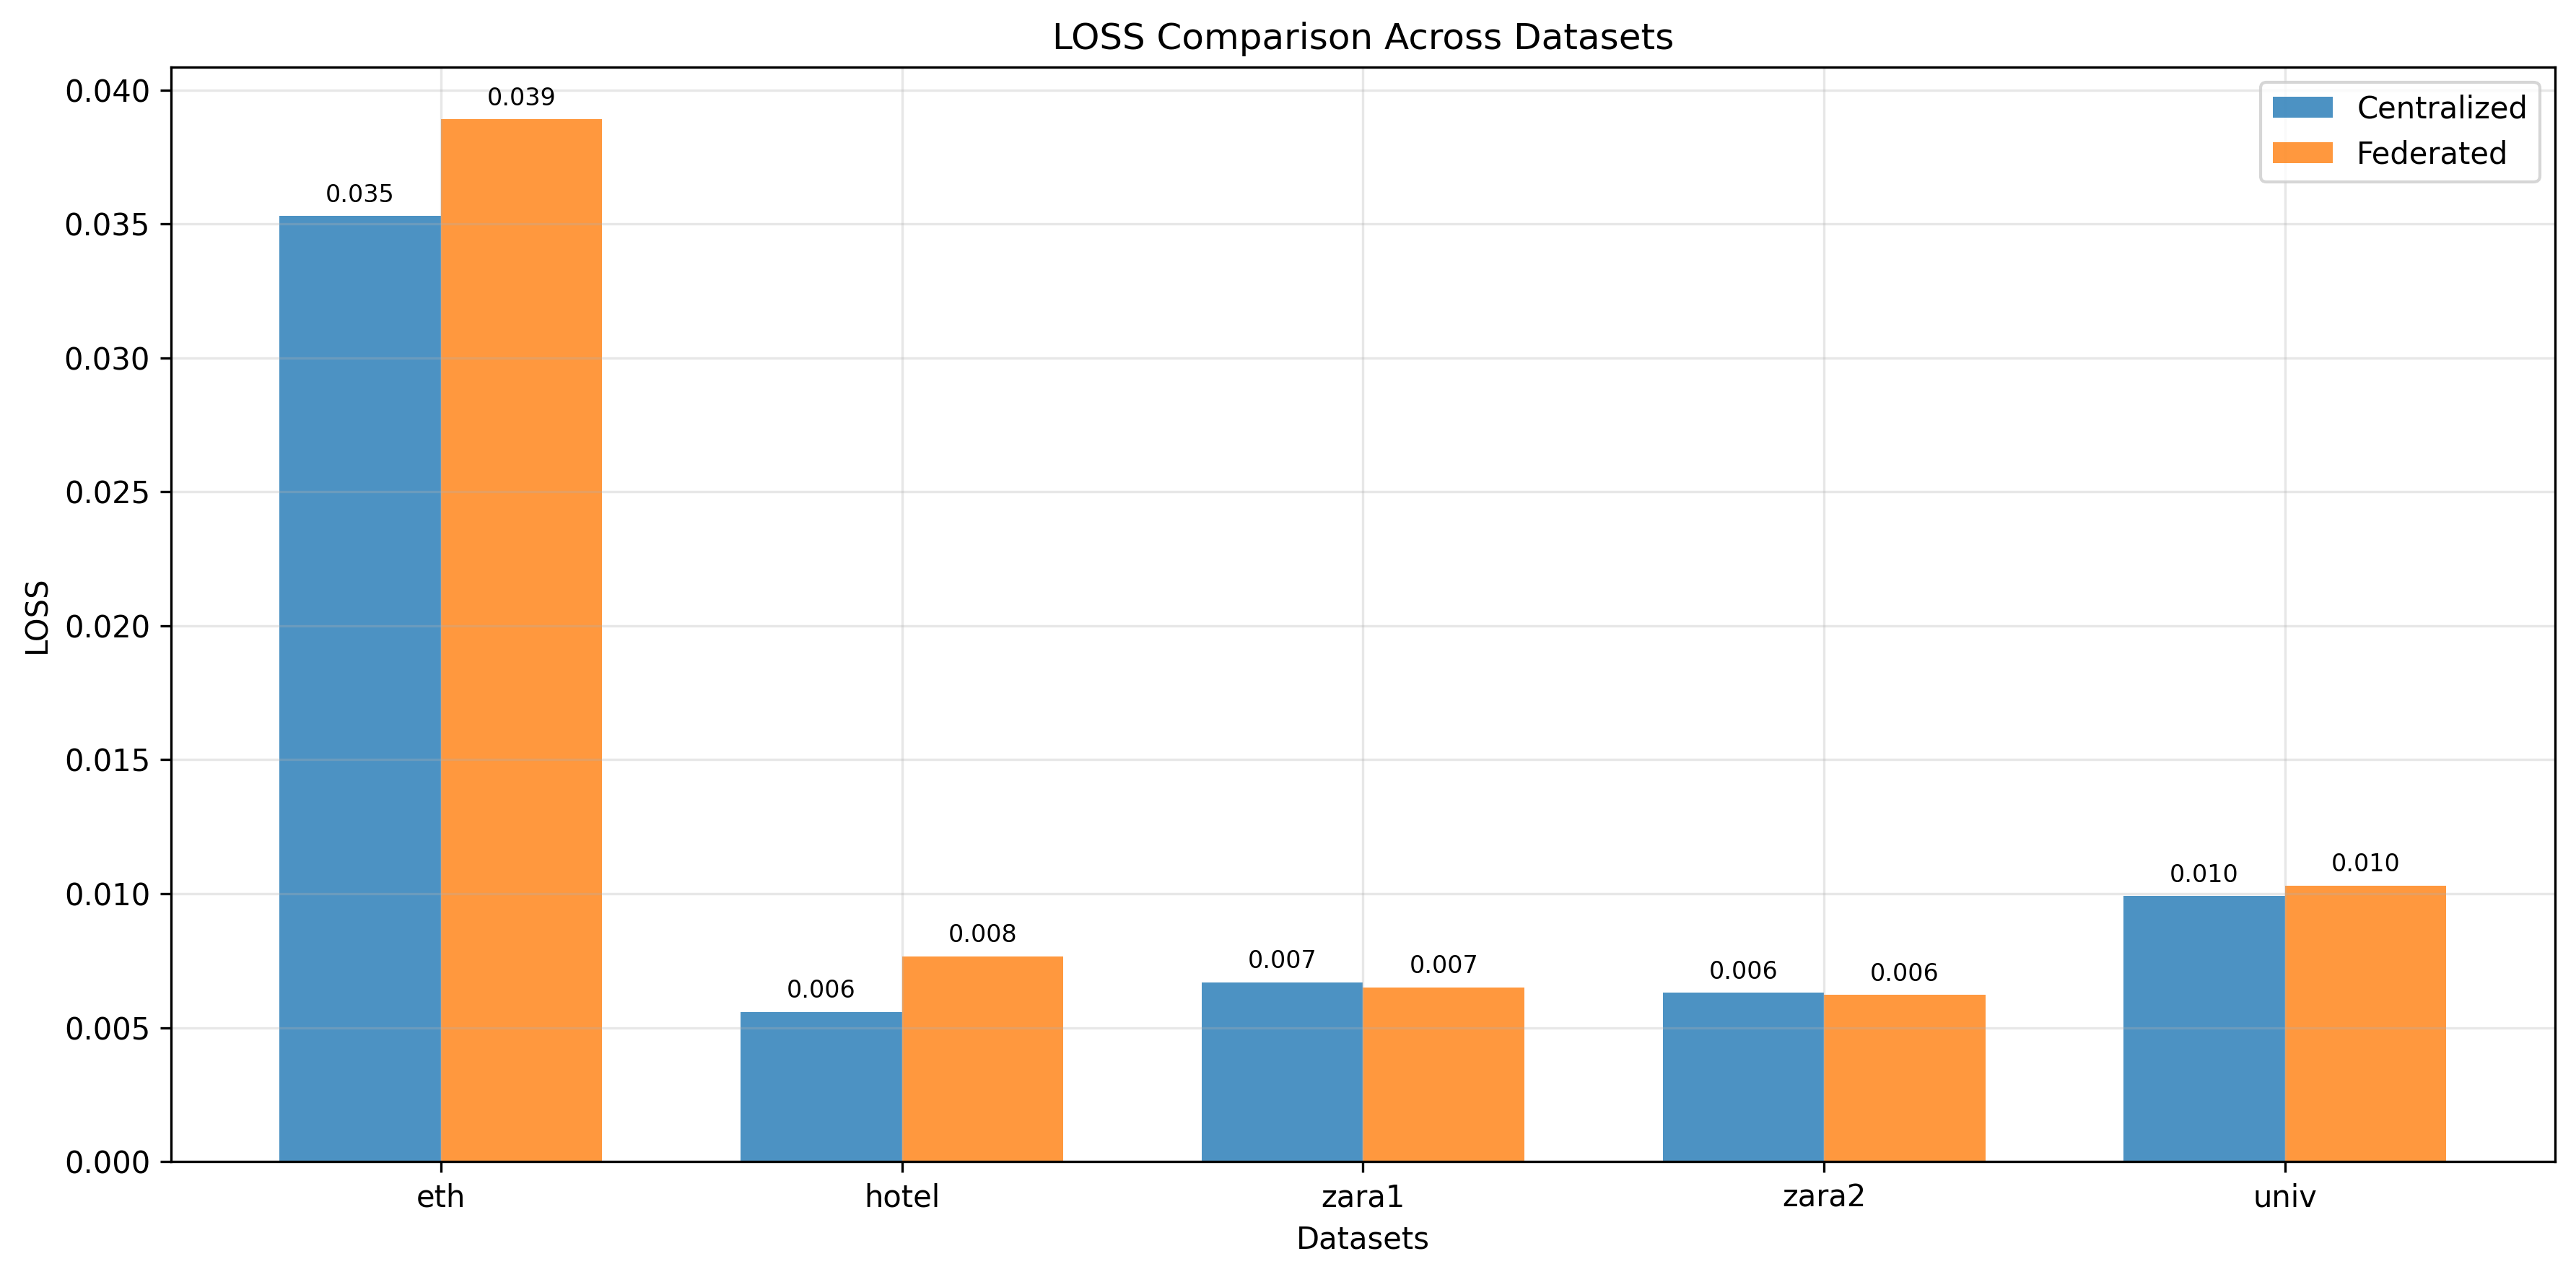 LOSS Comparison Across Datasets
Centralized
Federated
LOSS
0.040
0.035
0.030
0.025
0.020
0.015
0.010
0.005
0.000
0.035
0.039
0.006
0.008
0.007
0.007
0.006
0.006
0.010
0.010
eth
hotel
zara1
zara2
univ
Datasets